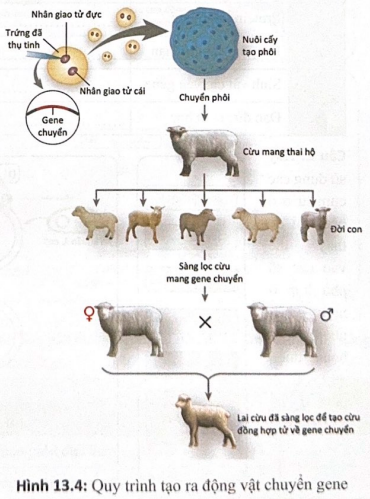 Nhân giao tử đực
Trứng đã
thụ tinh
Nhân giao tử cái
Gene
chuyển
Nuôi cấy
tạo phôi
Chuyển phôi
Cừu mang thai hộ
Đời con
Sàng lọc cừu
mang gene chuyển
♀
×
♂
Lai cừu đã sàng lọc để tạo cừu
đồng hợp tử về gene chuyển
Hình 13.4: Quy trình tạo ra động vật chuyển gene